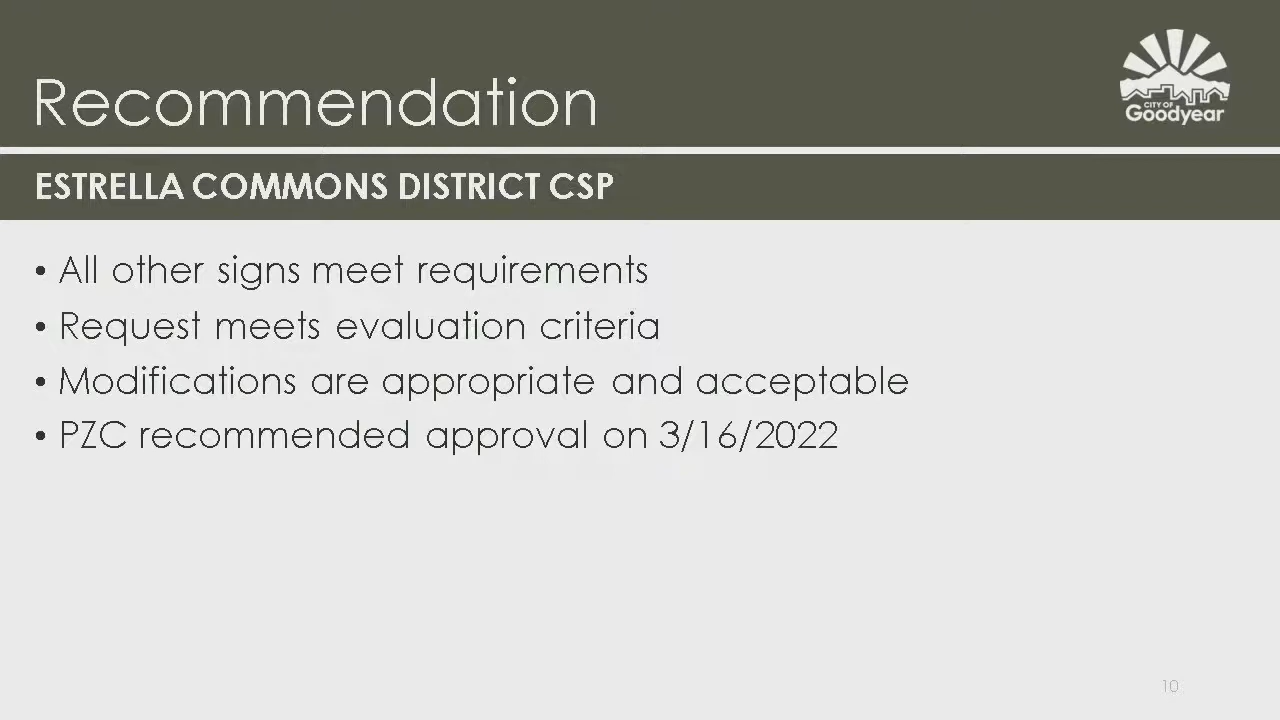 Recommendation
CITY OF
Goodyear
ESTRELLA COMMONS DISTRICT CSP
• All other signs meet requirements
• Request meets evaluation criteria
• Modifications are appropriate and acceptable
• PZC recommended approval on 3/16/2022
10